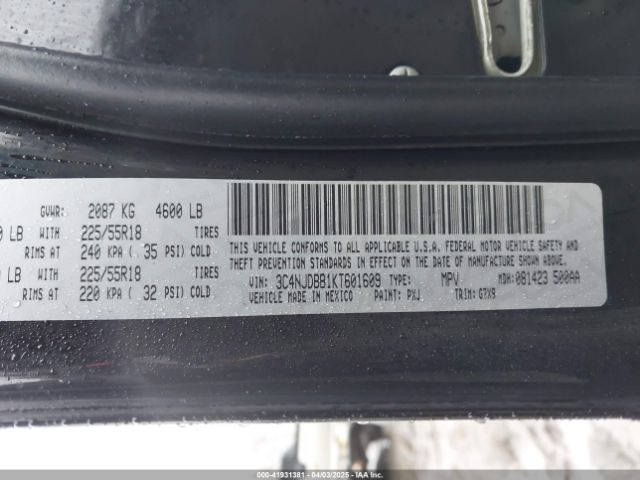 GVWR: 2087 KG 4600 LB
LB WITH 225/55R18 TIRES
RIMS AT 240 KPA ( 35 PSI) COLD
LB WITH 225/55R18 TIRES
RIMS AT 220 KPA ( 32 PSI) COLD
THIS VEHICLE CONFORMS TO ALL APPLICABLE U.S.A. FEDERAL MOTOR VEHICLE SAFETY AND
THEFT PREVENTION STANDARDS IN EFFECT ON THE DATE OF MANUFACTURE SHOWN ABOVE.
VIN: 3C4NJDBB1KT601609 TYPE: MPV MDH: 081423 500AA
VEHICLE MADE IN MEXICO PAINT: PXJ TRIM: G7X9
000-41931381 - 04/03/2025 - IAAI.COM